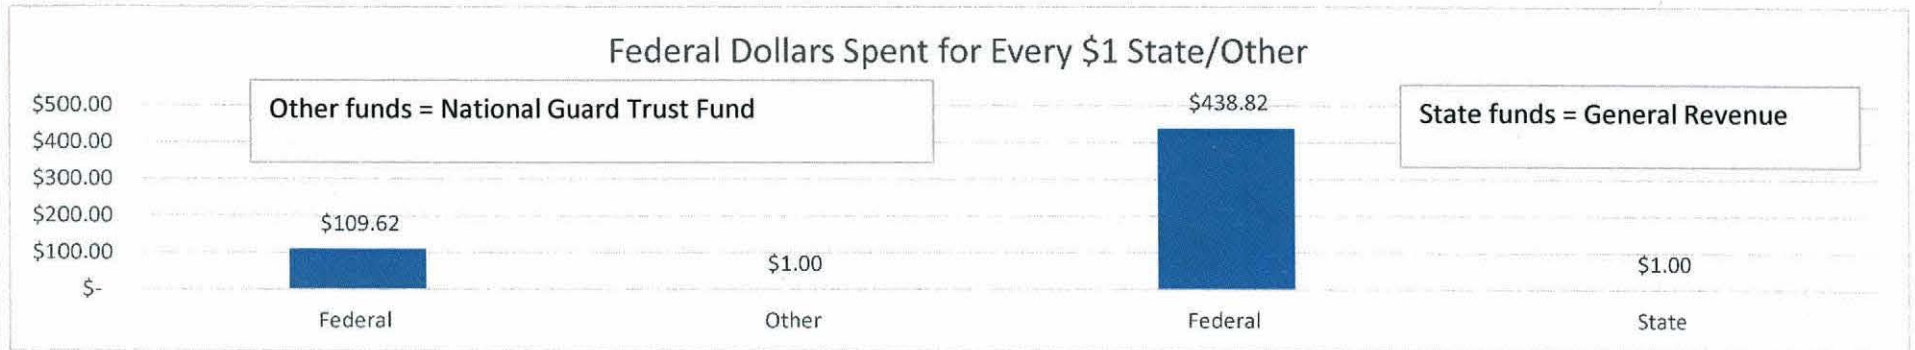 Federal Dollars Spent for Every $1 State/Other
Other funds = National Guard Trust Fund
State funds = General Revenue
$500.00
$400.00
$300.00
$200.00
$100.00
$-
$109.62
$1.00
$438.82
$1.00
Federal
Other
Federal
State